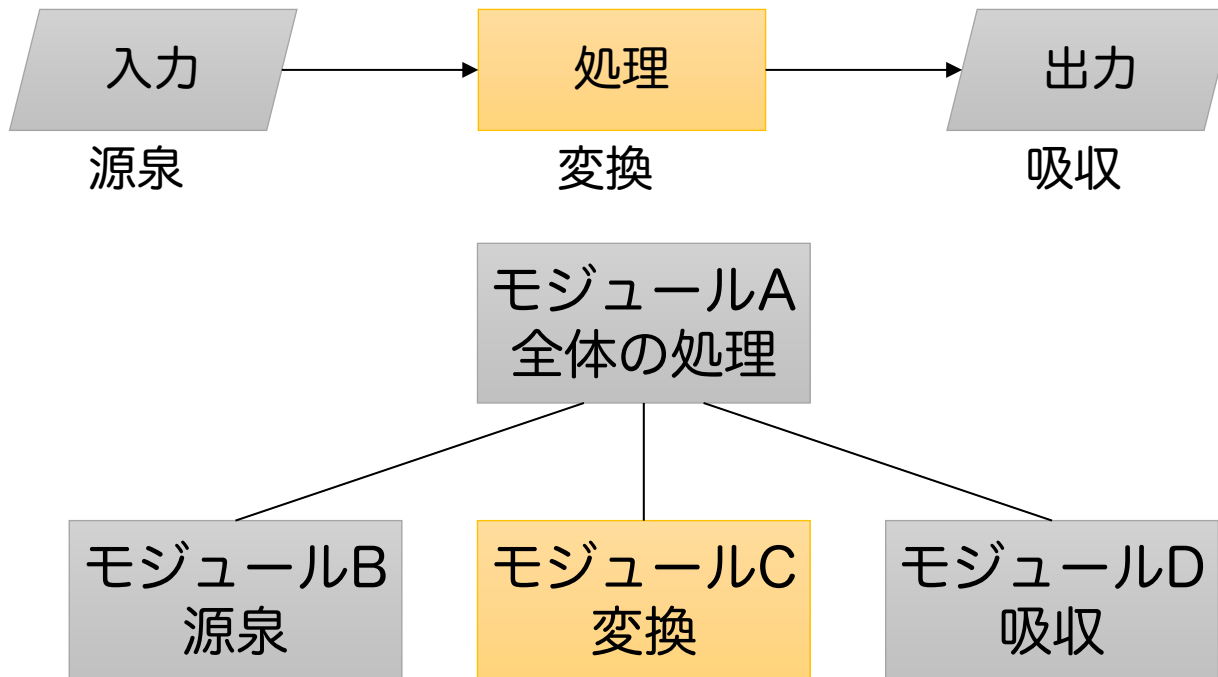 入力
処理
出力
源泉
変換
吸収
モジュールA
全体の処理
モジュールB
源泉
モジュールC
変換
モジュールD
吸収